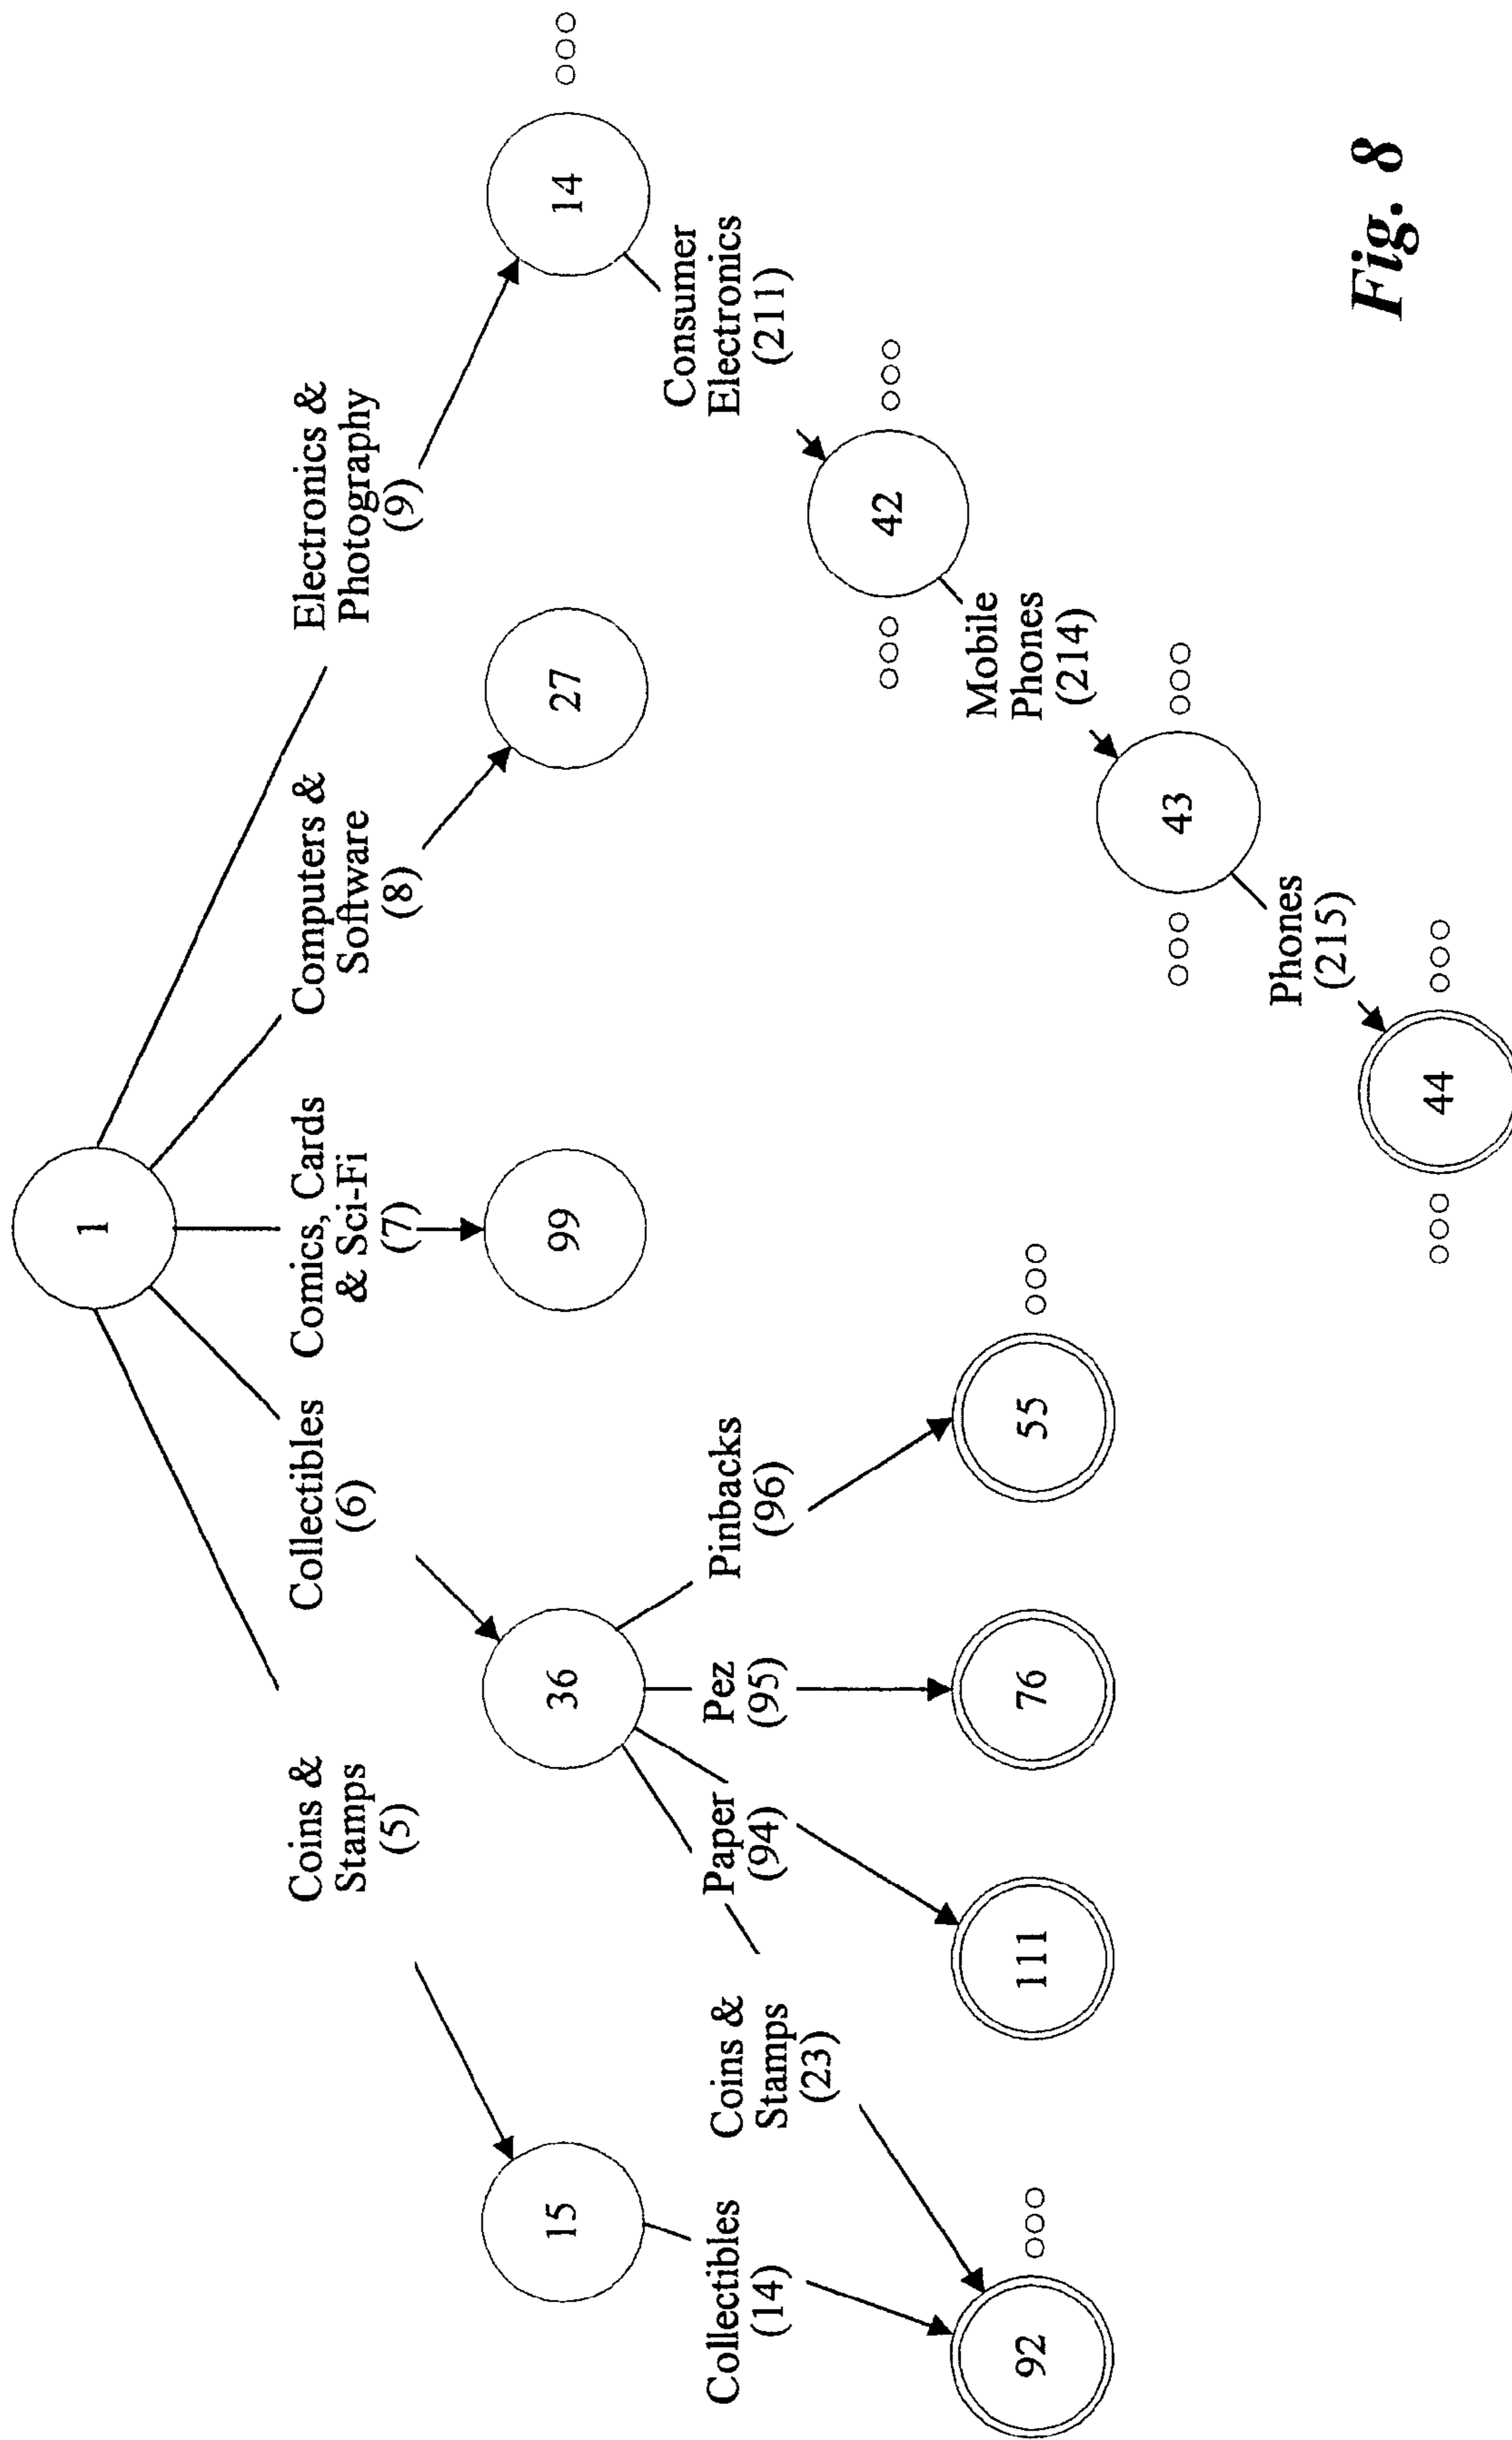 1
Coins &
Stamps
(5)
Collectibles
(6)
Comics, Cards
& Sci-Fi
(7)
Computers &
Software
(8)
Electronics &
Photography
(9)
15
36
99
27
14
Collectibles
(14)
Coins &
Stamps
(23)
Paper
(94)
Pez
(95)
Pinbacks
(96)
Consumer
Electronics
(211)
92
111
76
55
42
Mobile
Phones
(214)
43
Phones
(215)
44
Fig. 8